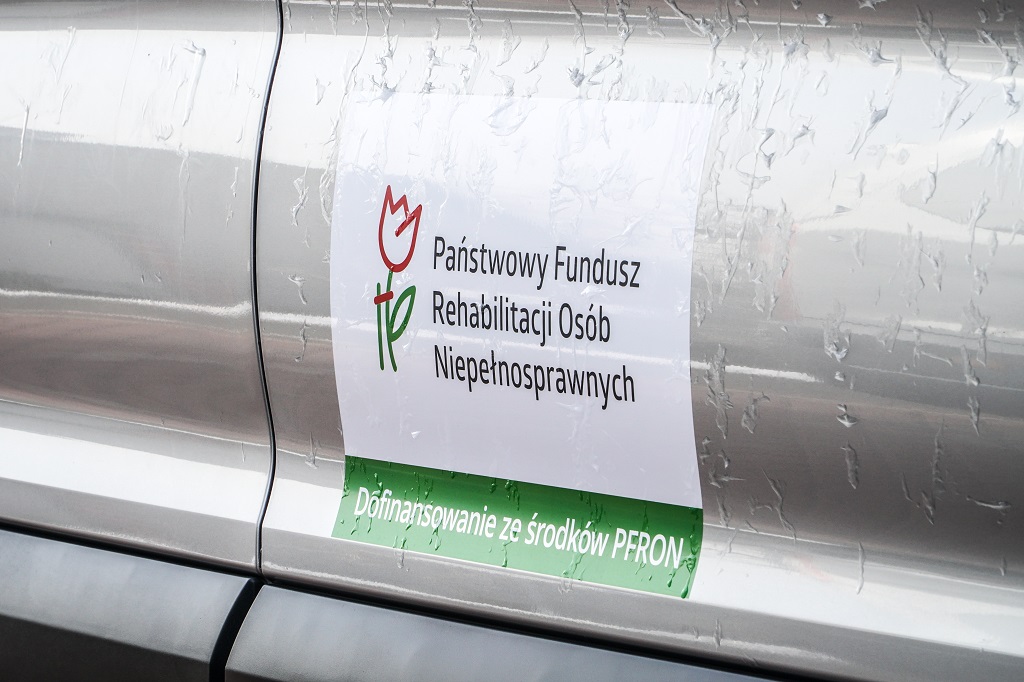 Państwowy Fundusz
Rehabilitacji Osób
Niepełnosprawnych
Dofinansowanie ze środków PFRON